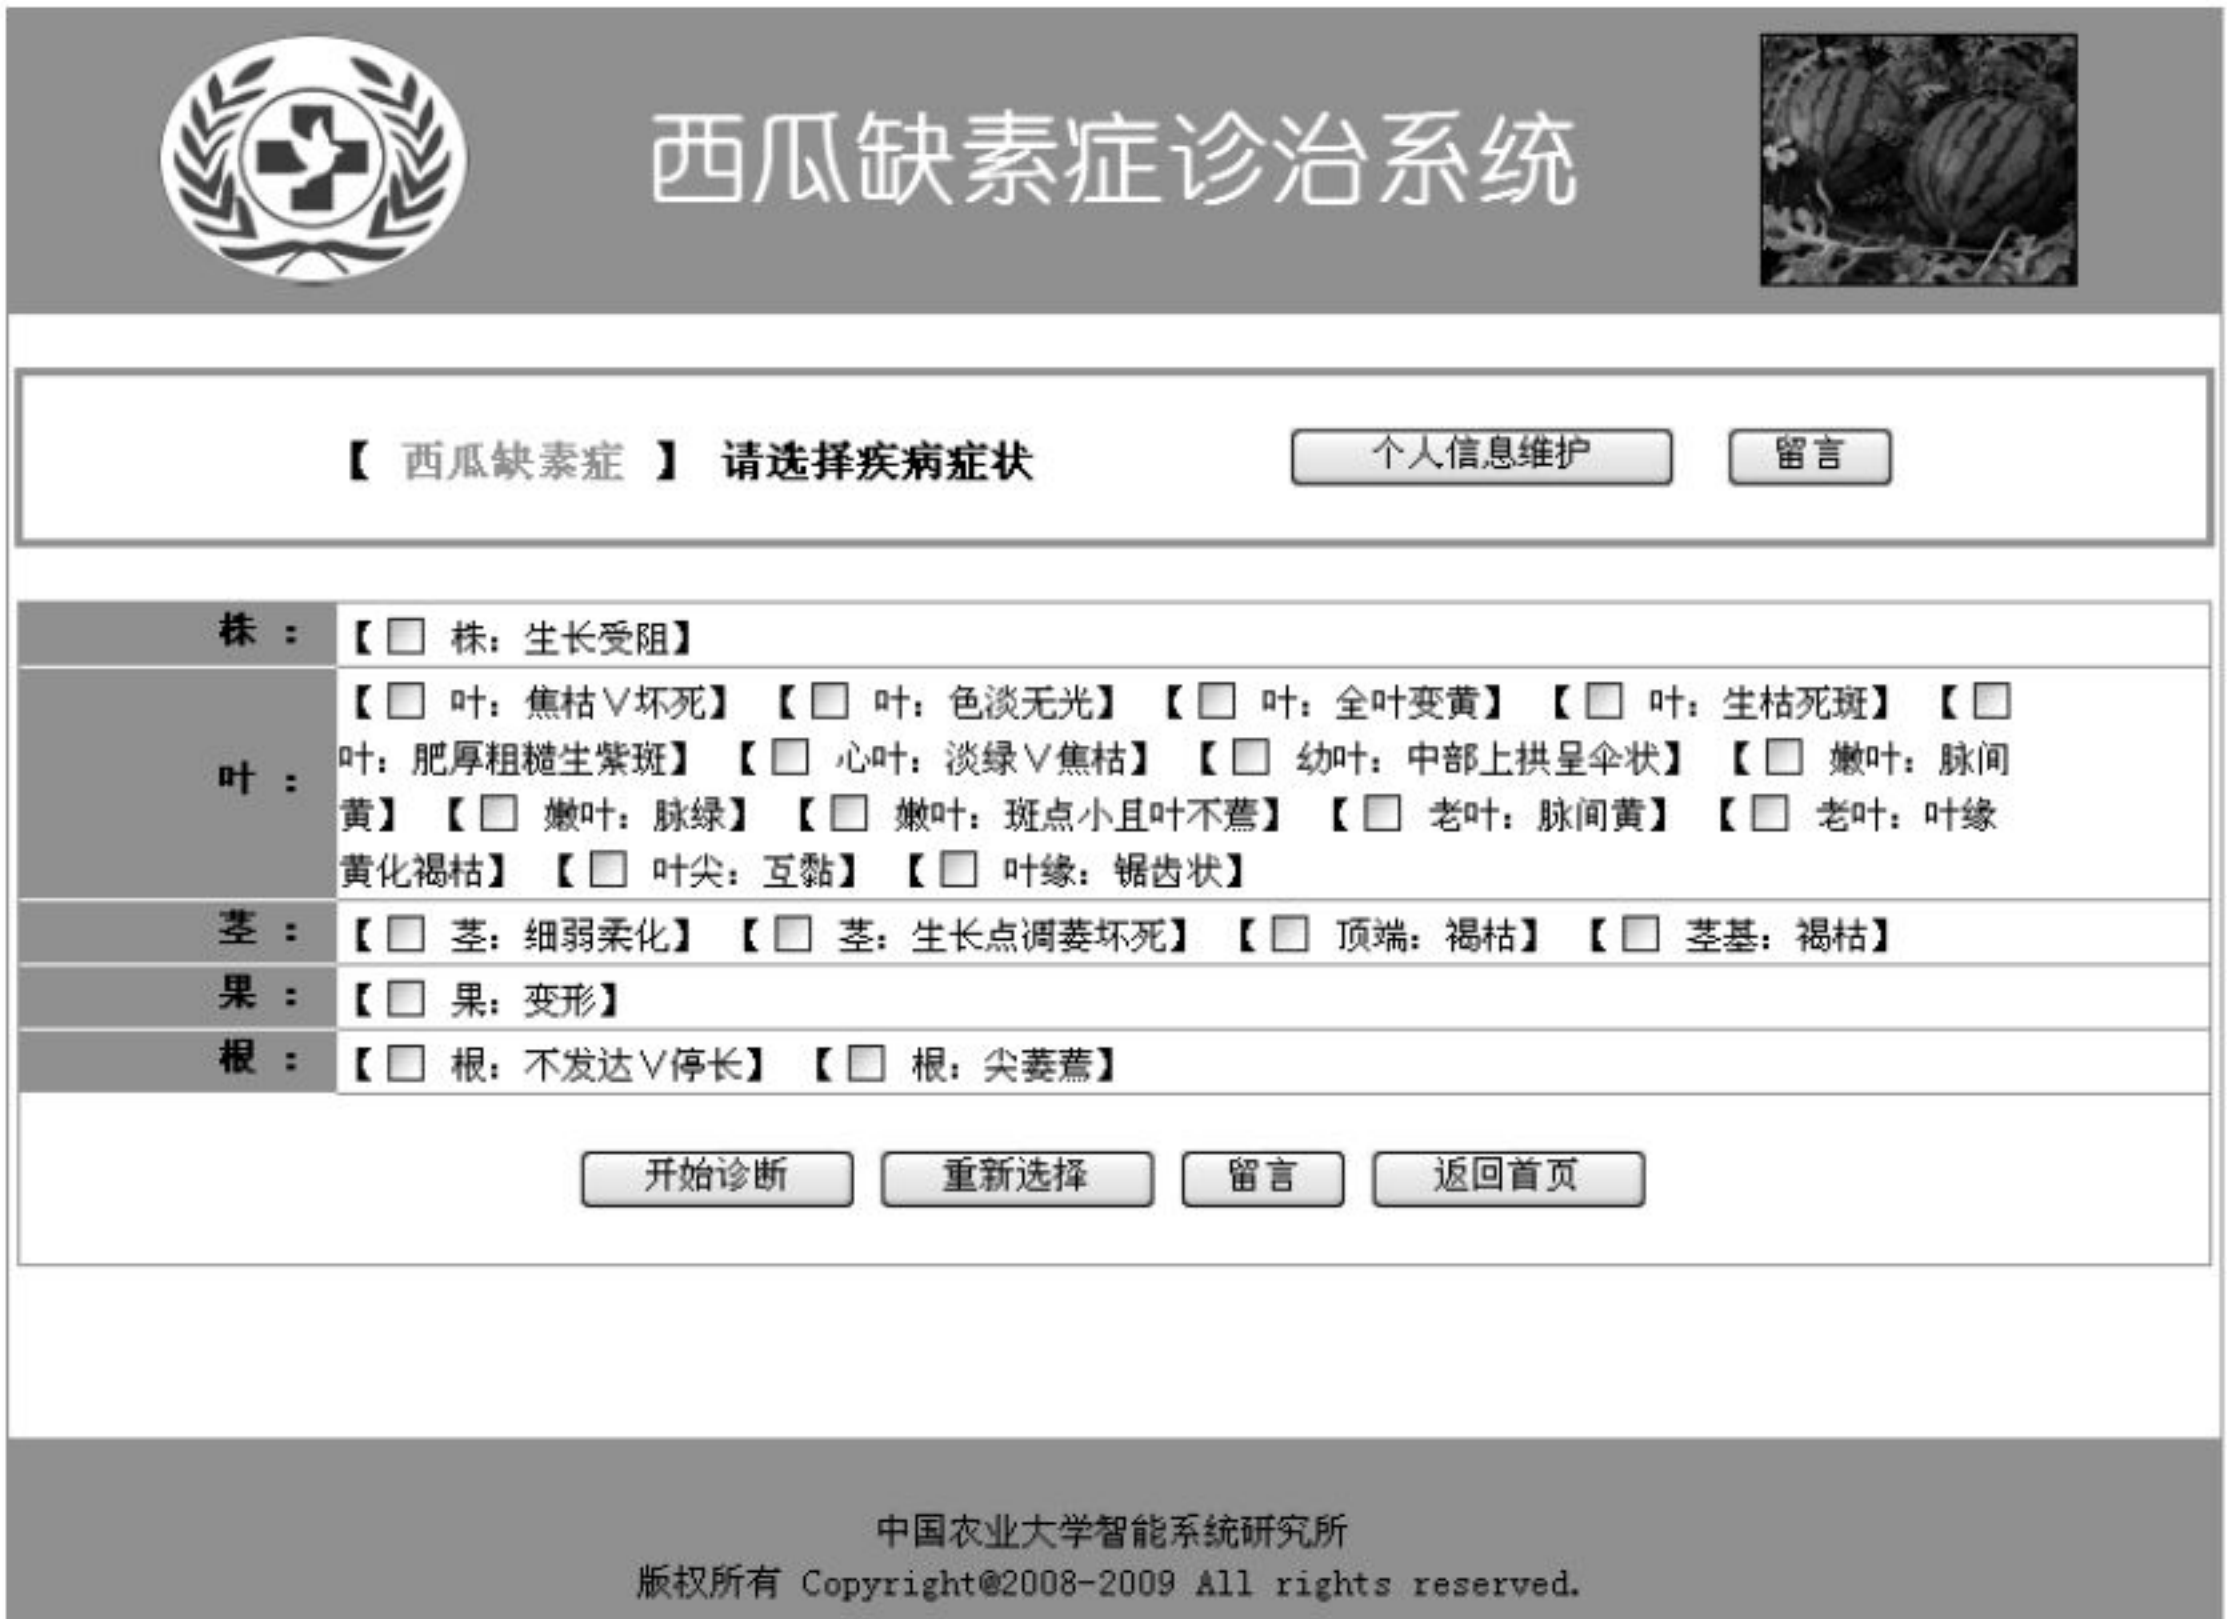 西瓜缺素症诊治系统
【 西瓜缺素症 】 请选择疾病症状 个人信息维护 留言
株 : 【 株: 生长受阻】
【 叶: 焦枯∨坏死】 【 叶: 色淡无光】 【 叶: 全叶变黄】 【 叶: 生枯死斑】 【
叶 : 叶: 肥厚粗糙生紫斑】 【 心叶: 淡绿∨焦枯】 【 幼叶: 中部上拱呈伞状】 【 嫩叶: 脉间
黄】 【 嫩叶: 脉绿】 【 嫩叶: 斑点小且叶不蔫】 【 老叶: 脉间黄】 【 老叶: 叶缘
黄化褐枯】 【 叶尖: 互黏】 【 叶缘: 锯齿状】
茎 : 【 茎: 细弱柔化】 【 茎: 生长点凋萎坏死】 【 顶端: 褐枯】 【 茎基: 褐枯】
果 : 【 果: 变形】
根 : 【 根: 不发达∨停长】 【 根: 尖萎蔫】
开始诊断 重新选择 留言 返回首页
中国农业大学智能系统研究所
版权所有 Copyright@2008-2009 All rights reserved.